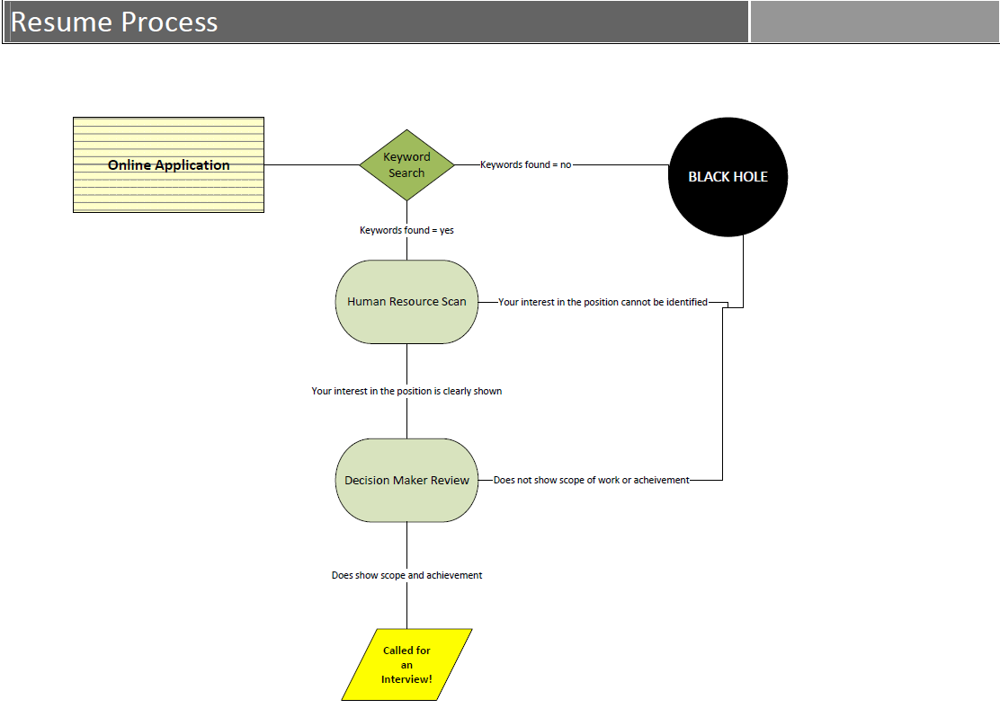 Resume Process
Online Application
Keyword
Search
Keywords found = no
BLACK HOLE
Keywords found = yes
Human Resource Scan
Your interest in the position cannot be identified
Your interest in the position is clearly shown
Decision Maker Review
Does not show scope of work or acheivement
Does show scope and achievement
Called for
an
Interview!